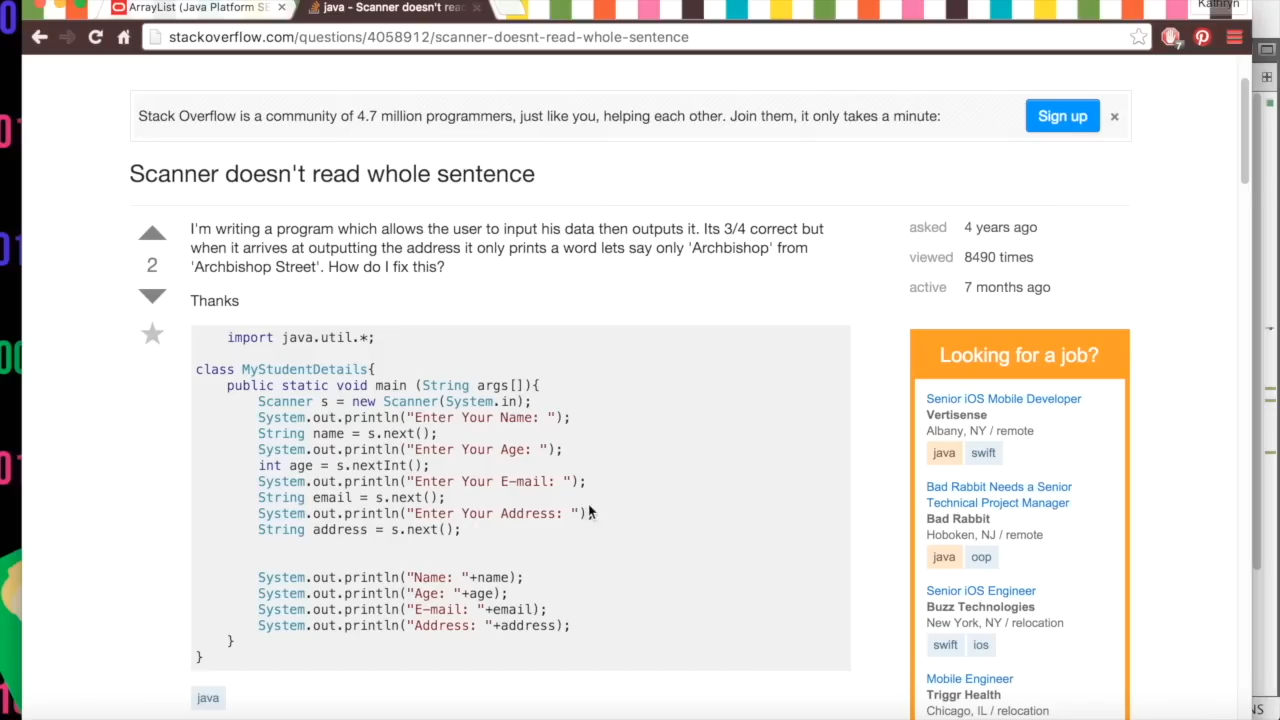 ArrayList (Java Platform SE
java - Scanner doesn't read
Kathryn
stackoverflow.com/questions/4058912/scanner-doesnt-read-whole-sentence
7
Stack Overflow is a community of 4.7 million programmers, just like you, helping each other. Join them, it only takes a minute:
Sign up
×
Scanner doesn't read whole sentence
2
I'm writing a program which allows the user to input his data then outputs it. Its 3/4 correct but
when it arrives at outputting the address it only prints a word lets say only 'Archbishop' from
'Archbishop Street'. How do I fix this?
Thanks
import java.util.*;
class MyStudentDetails{
public static void main (String args[]){
Scanner s = new Scanner(System.in);
System.out.println("Enter Your Name: ");
String name = s.next();
System.out.println("Enter Your Age: ");
int age = s.nextInt();
System.out.println("Enter Your E-mail: ");
String email = s.next();
System.out.println("Enter Your Address: ");
String address = s.next();
System.out.println("Name: "+name);
System.out.println("Age: "+age);
System.out.println("E-mail: "+email);
System.out.println("Address: "+address);
}
}
java
asked 4 years ago
viewed 8490 times
active 7 months ago
Looking for a job?
Senior iOS Mobile Developer
Vertisense
Albany, NY / remote
java swift
Bad Rabbit Needs a Senior
Technical Project Manager
Bad Rabbit
Hoboken, NJ / remote
java oop
Senior iOS Engineer
Buzz Technologies
New York, NY / relocation
swift ios
Mobile Engineer
Triggr Health
Chicago, IL / relocation